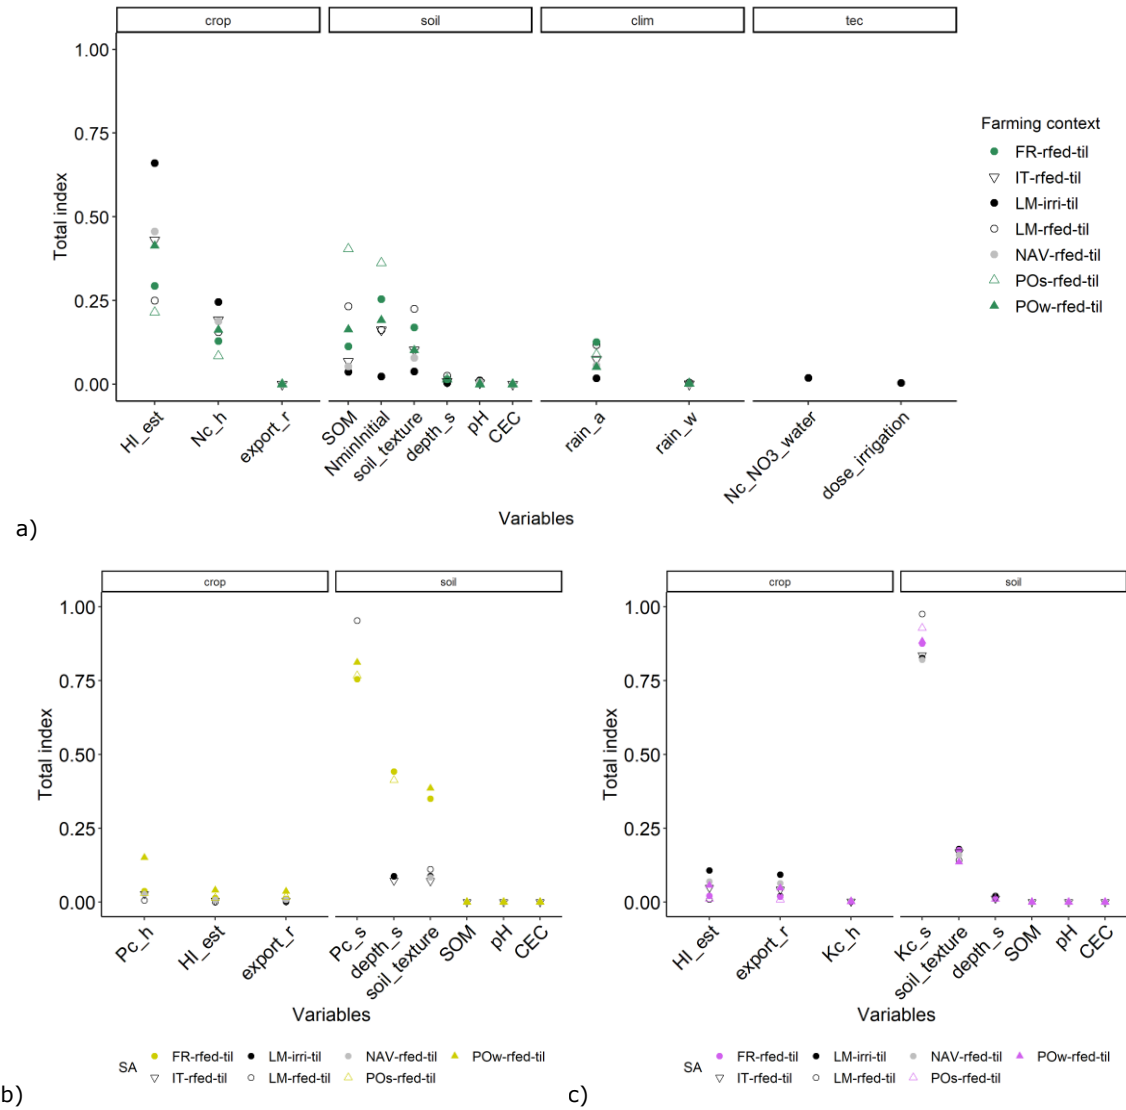 crop soil clim tec
1.00
0.75
0.50
0.25
0.00
Total index
HI_est Nc_h export_r SOM NminInitial soil_texture depth_s pH CEC rain_a rain_w Nc_NO3_water dose_irrigation
Variables
Farming context
FR-rfed-til
IT-rfed-til
LM-irri-til
LM-rfed-til
NAV-rfed-til
POs-rfed-til
POw-rfed-til
a)
crop soil
1.00
0.75
0.50
0.25
0.00
Total index
Pc_h HI_est export_r Pc_s depth_s soil_texture SOM pH CEC
Variables
SA
FR-rfed-til LM-irri-til NAV-rfed-til POw-rfed-til
IT-rfed-til LM-rfed-til POs-rfed-til
b)
crop soil
1.00
0.75
0.50
0.25
0.00
Total index
HI_est export_r Kc_h Kc_s soil_texture depth_s SOM pH CEC
Variables
SA
FR-rfed-til LM-irri-til NAV-rfed-til POw-rfed-til
IT-rfed-til LM-rfed-til POs-rfed-til
c)